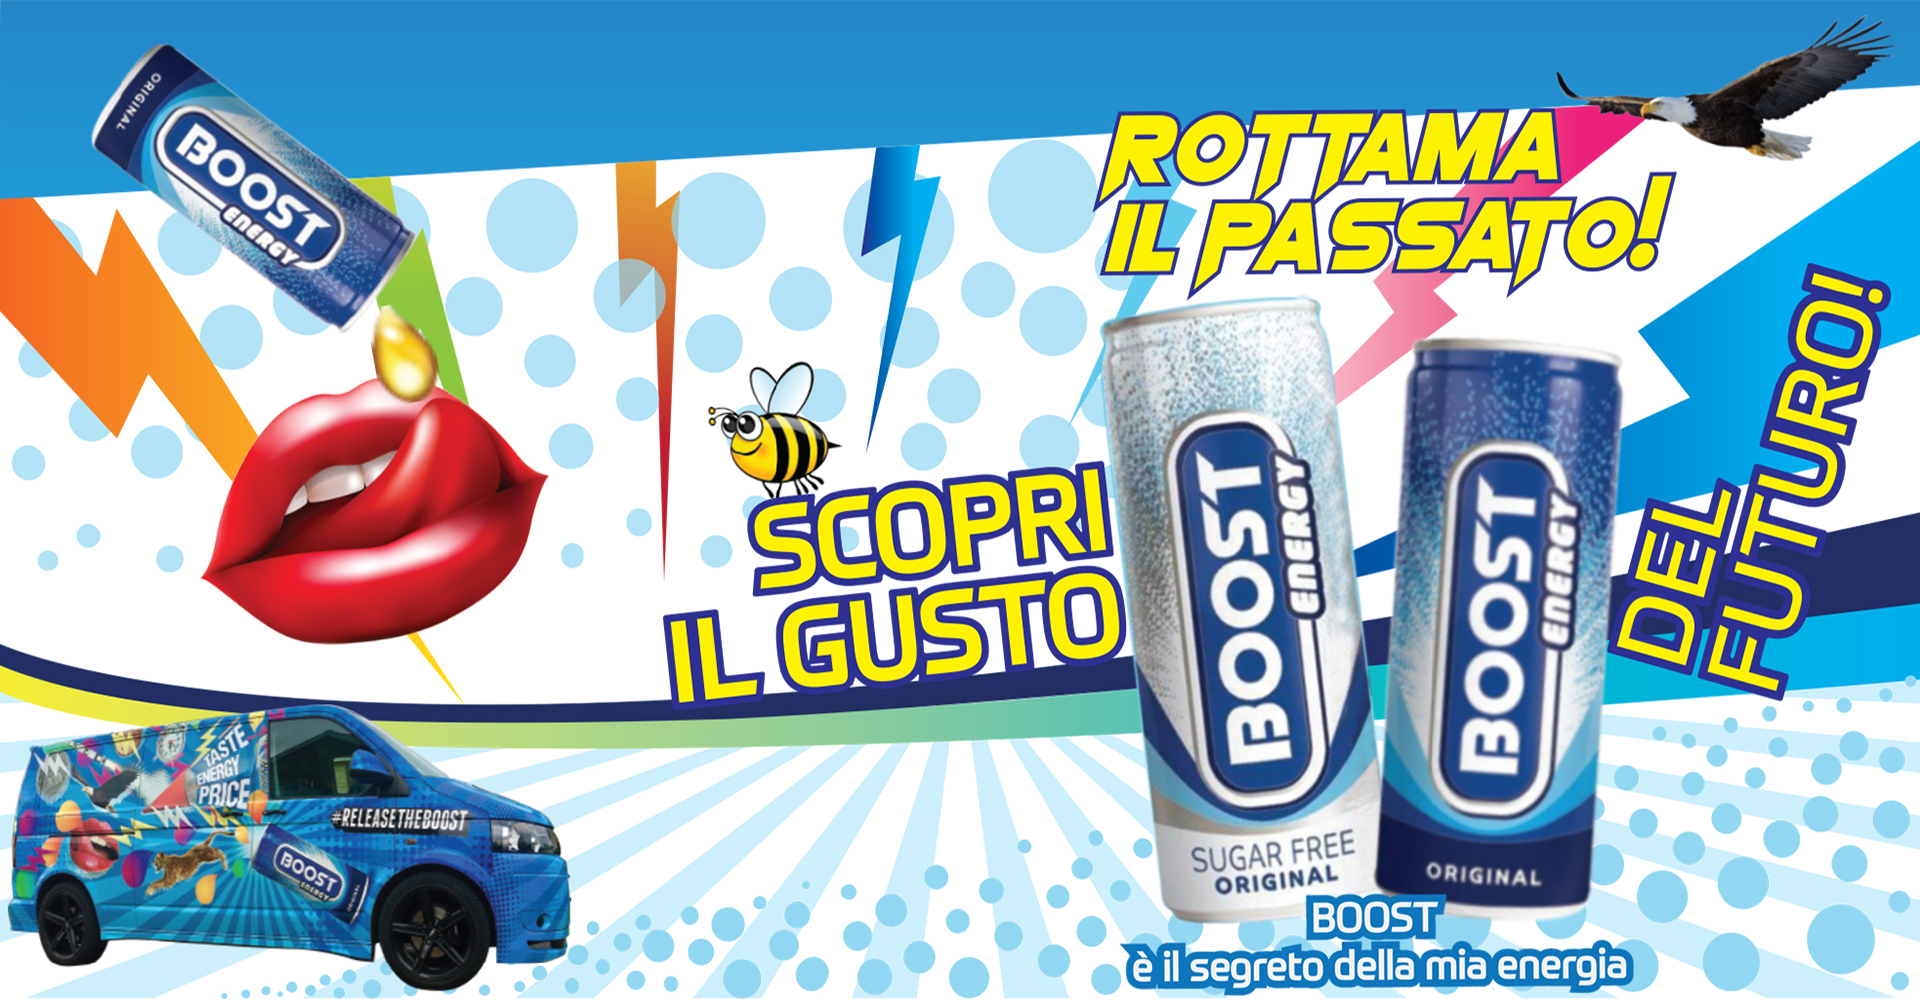 ORIGINAL
BOOST
ENERGY
ROTTAMA
IL PASSATO!
SCOPRI
IL GUSTO
DEL
FUTURO!
BOOST
ENERGY
SUGAR FREE
ORIGINAL
BOOST
ENERGY
ORIGINAL
TASTE
ENERGY
PRICE
#RELEASETHEBOOST
BOOST
ENERGY
ORIGINAL
BOOST
è il segreto della mia energia